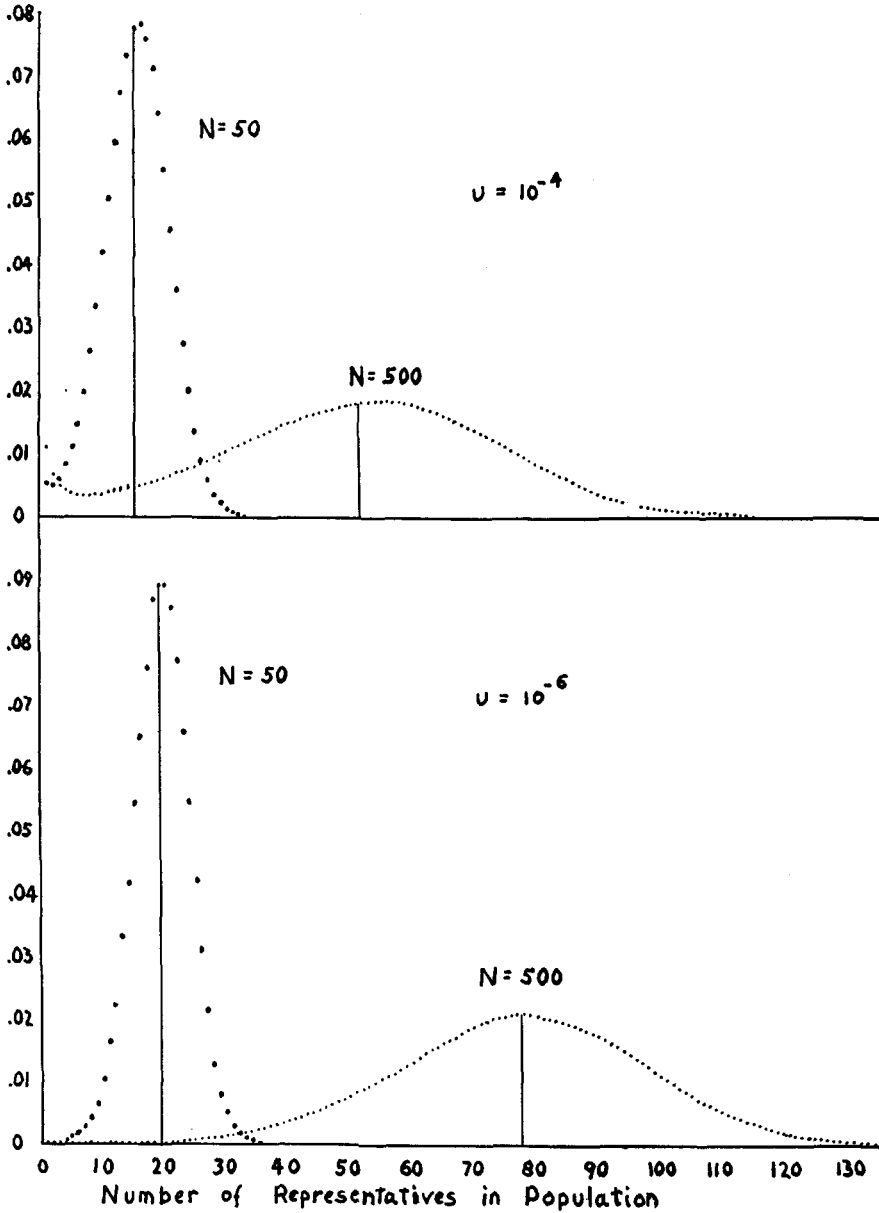 .08
.07
.06
.05
.04
.03
.02
.01
0
N=50
υ = 10⁻⁴
N=500
.09
.08
.07
.06
.05
.04
.03
.02
.01
0
N=50
υ = 10⁻⁶
N=500
0 10 20 30 40 50 60 70 80 90 100 110 120 130
Number of Representatives in Population